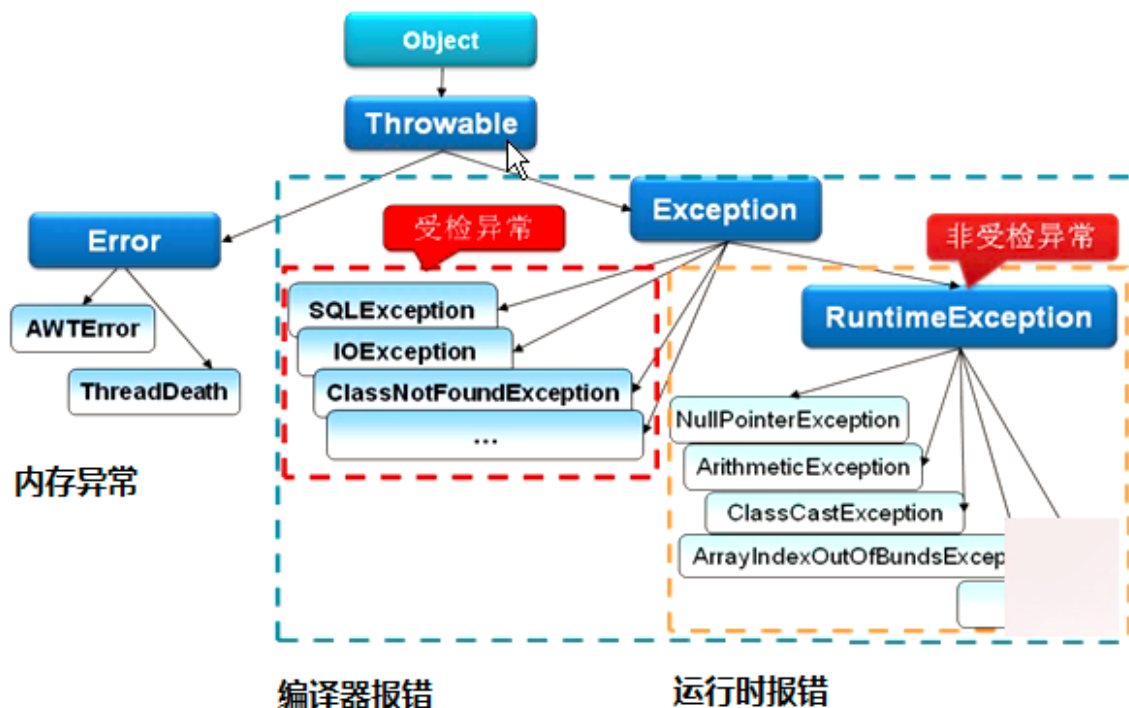 Object
Throwable
Exception
Error
受检异常
非受检异常
SQLException
RuntimeException
AWTError
IOException
ThreadDeath
ClassNotFoundException
...
NullPointerException
ArithmeticException
内存异常
ClassCastException
ArrayIndexOutOfBundsExcep
编译器报错
运行时报错